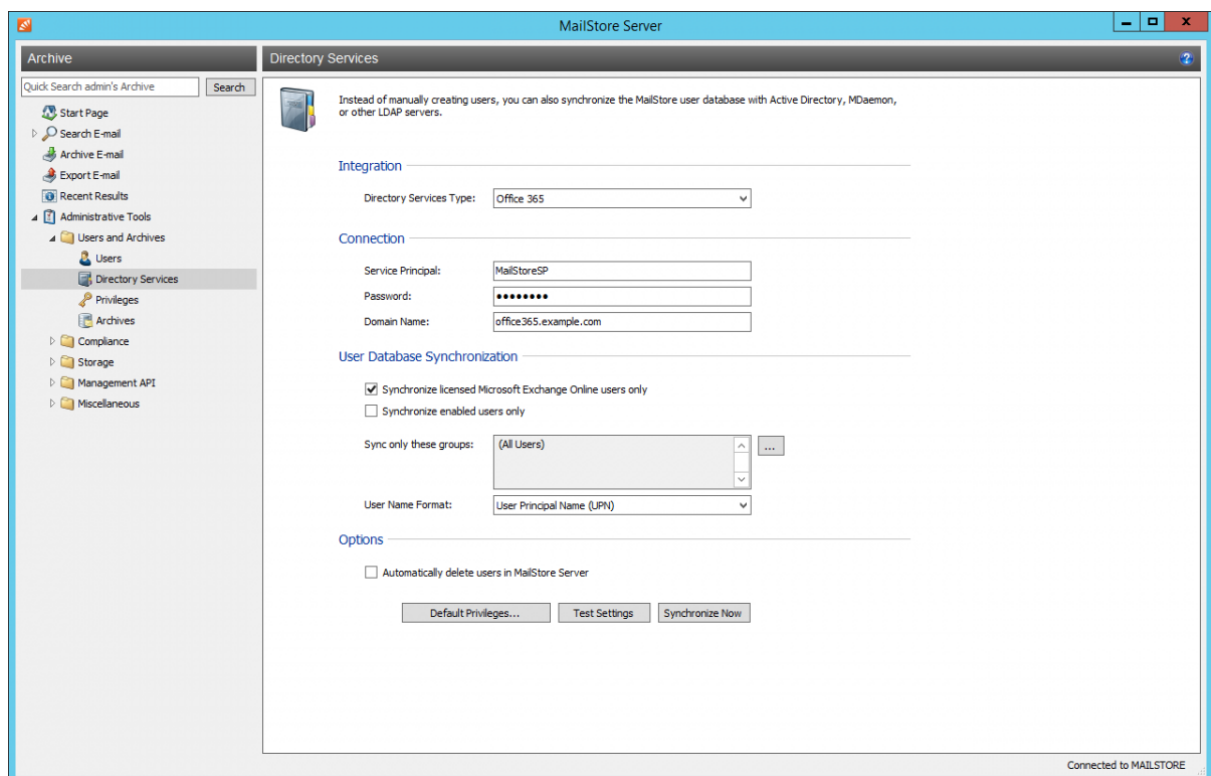 MailStore Server
Archive
Directory Services
Quick Search admin's Archive
Search
Start Page
Search E-mail
Archive E-mail
Export E-mail
Recent Results
Administrative Tools
Users and Archives
Users
Directory Services
Privileges
Archives
Compliance
Storage
Management API
Miscellaneous
Instead of manually creating users, you can also synchronize the MailStore user database with Active Directory, MDaemon,
or other LDAP servers.
Integration
Directory Services Type: Office 365
Connection
Service Principal: MailStoreSP
Password: ●●●●●●●●
Domain Name: office365.example.com
User Database Synchronization
Synchronize licensed Microsoft Exchange Online users only
Synchronize enabled users only
Sync only these groups: (All Users) ...
User Name Format: User Principal Name (UPN)
Options
Automatically delete users in MailStore Server
Default Privileges... Test Settings Synchronize Now
Connected to MAILSTORE